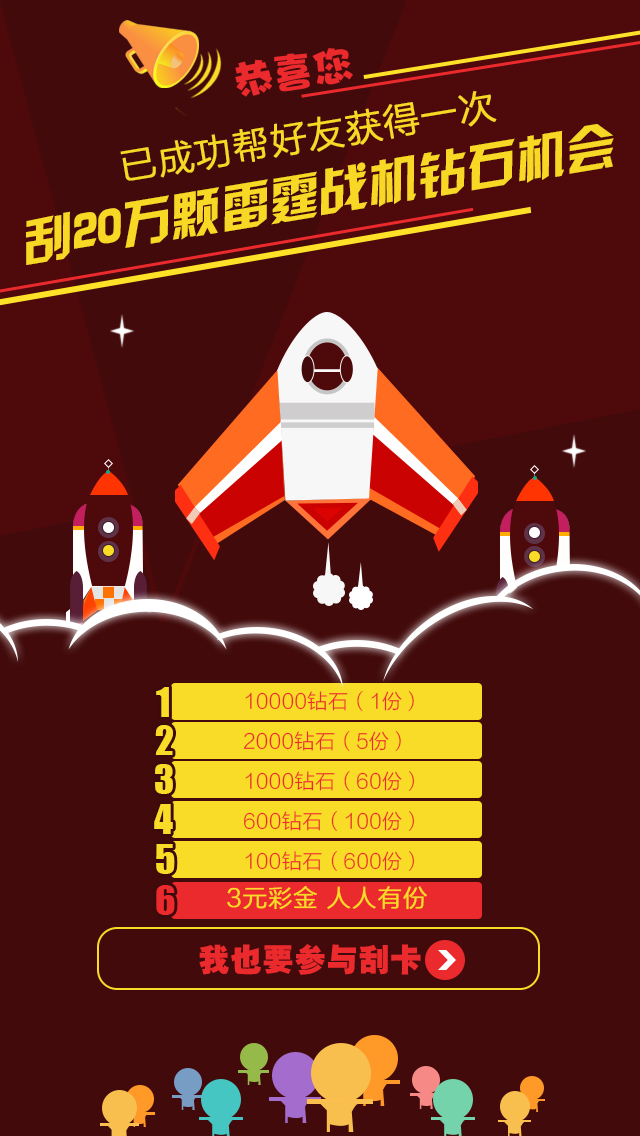 恭喜您
已成功帮好友获得一次
刮20万颗雷霆战机钻石机会
1 10000钻石（1份）
2 2000钻石（5份）
3 1000钻石（60份）
4 600钻石（100份）
5 100钻石（600份）
6 3元彩金 人人有份
我也要参与刮卡